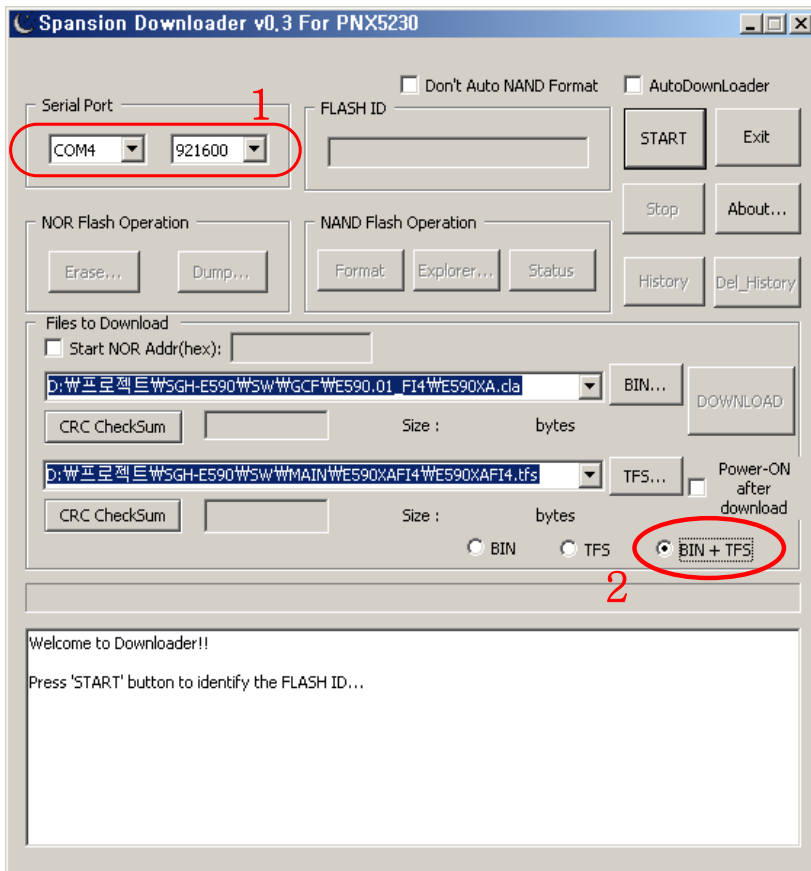 Spansion Downloader v0,3 For PNX5230
Don't Auto NAND Format
AutoDownLoader
Serial Port
1
COM4
921600
FLASH ID
START
Exit
Stop
About...
NOR Flash Operation
Erase...
Dump...
NAND Flash Operation
Format
Explorer...
Status
History
Del_History
Files to Download
Start NOR Addr(hex):
D:₩프로젝트₩SGH-E590₩SW₩GCF₩E590.01_FI4₩E590XA.cla
BIN...
DOWNLOAD
CRC CheckSum
Size :
bytes
D:₩프로젝트₩SGH-E590₩SW₩MAIN₩E590XAFI4₩E590XAFI4.tfs
TFS...
Power-ON
after
download
CRC CheckSum
Size :
bytes
BIN
TFS
BIN + TFS
2
Welcome to Downloader!!
Press 'START' button to identify the FLASH ID...